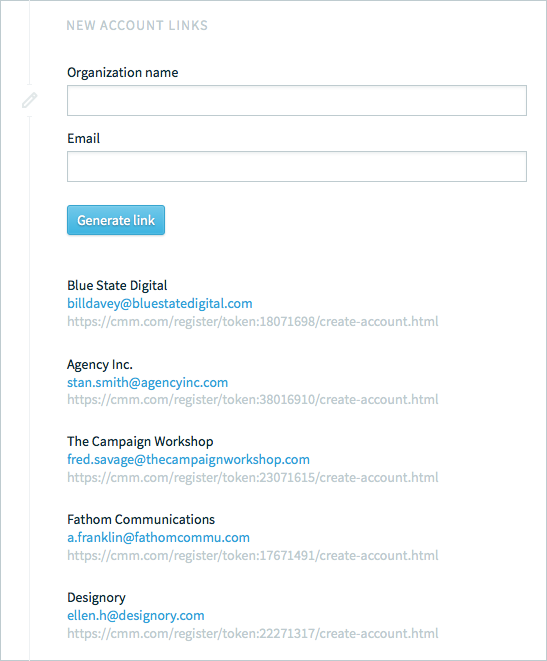 NEW ACCOUNT LINKS
Organization name
Email
Generate link
Blue State Digital
billdavey@bluestatedigital.com
https://cmm.com/register/token:18071698/create-account.html
Agency Inc.
stan.smith@agencyinc.com
https://cmm.com/register/token:38016910/create-account.html
The Campaign Workshop
fred.savage@thecampaignworkshop.com
https://cmm.com/register/token:23071615/create-account.html
Fathom Communications
a.franklin@fathomcommu.com
https://cmm.com/register/token:17671491/create-account.html
Designory
ellen.h@designory.com
https://cmm.com/register/token:22271317/create-account.html